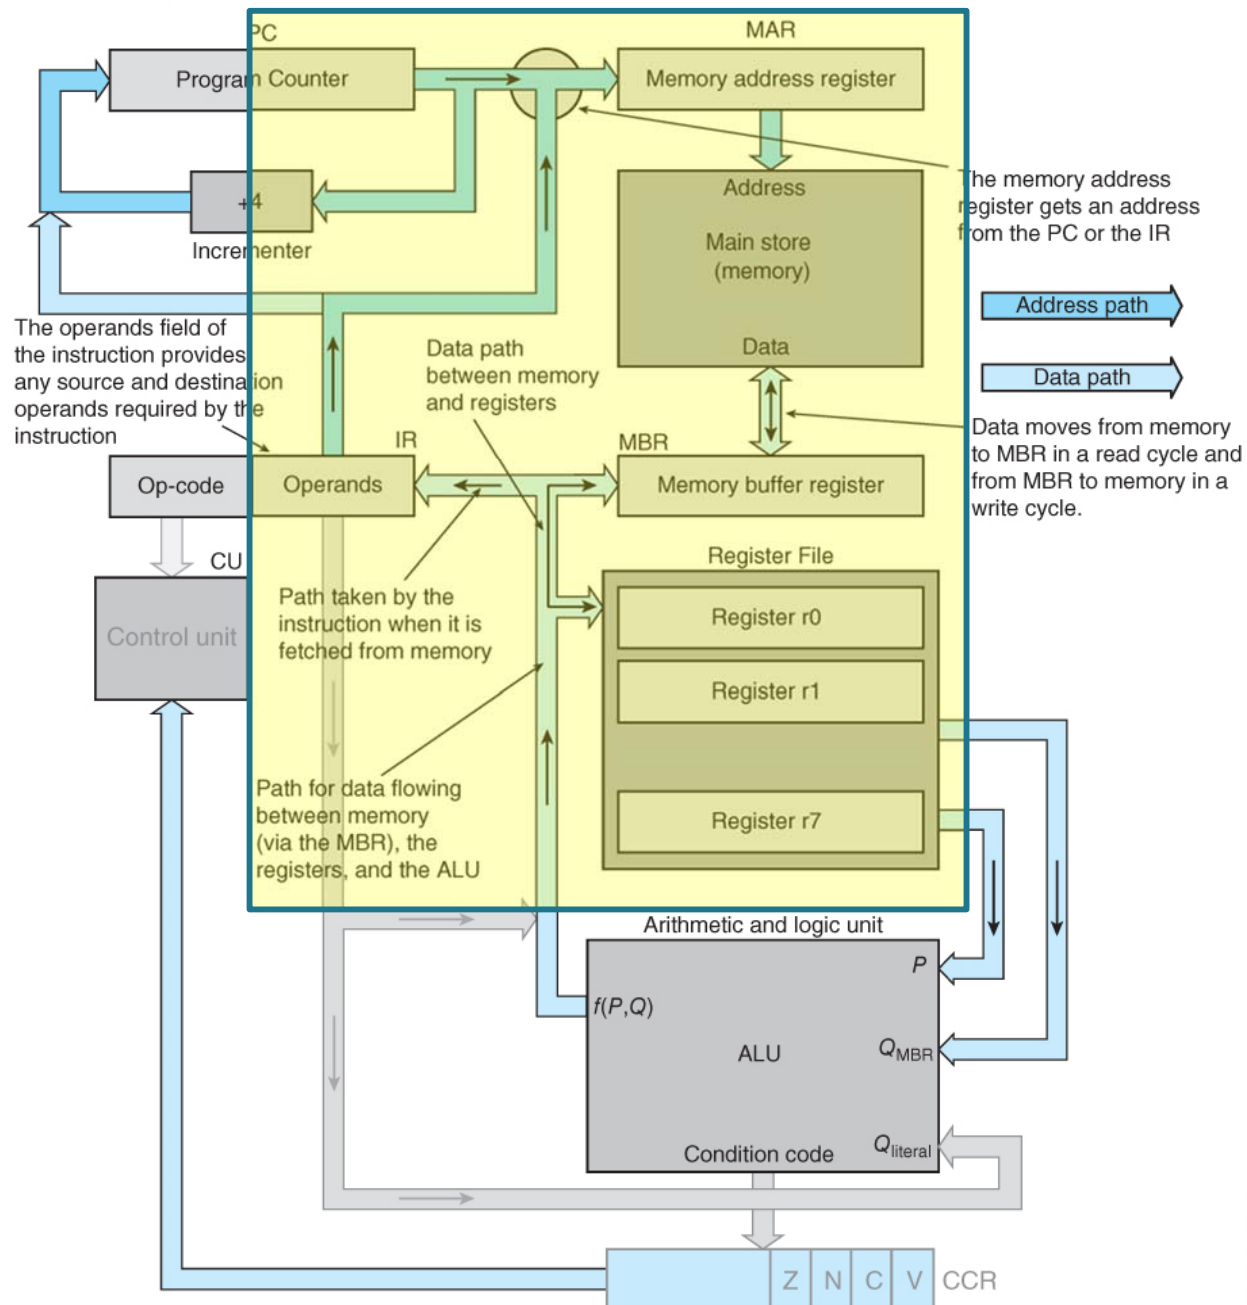 PC
MAR
Program Counter
Memory address register
+4
Incrementer
Address
Main store
(memory)
Data
The memory address
register gets an address
from the PC or the IR
Address path
Data path
The operands field of
the instruction provides
any source and destination
operands required by the
instruction
Data path
between memory
and registers
Data moves from memory
to MBR in a read cycle and
from MBR to memory in a
write cycle.
IR
MBR
Op-code
Operands
Memory buffer register
CU
Control unit
Path taken by the
instruction when it is
fetched from memory
Register File
Register r0
Register r1
Register r7
Path for data flowing
between memory
(via the MBR), the
registers, and the ALU
Arithmetic and logic unit
P
f(P,Q)
ALU
QMBR
Qliteral
Condition code
Z N C V CCR